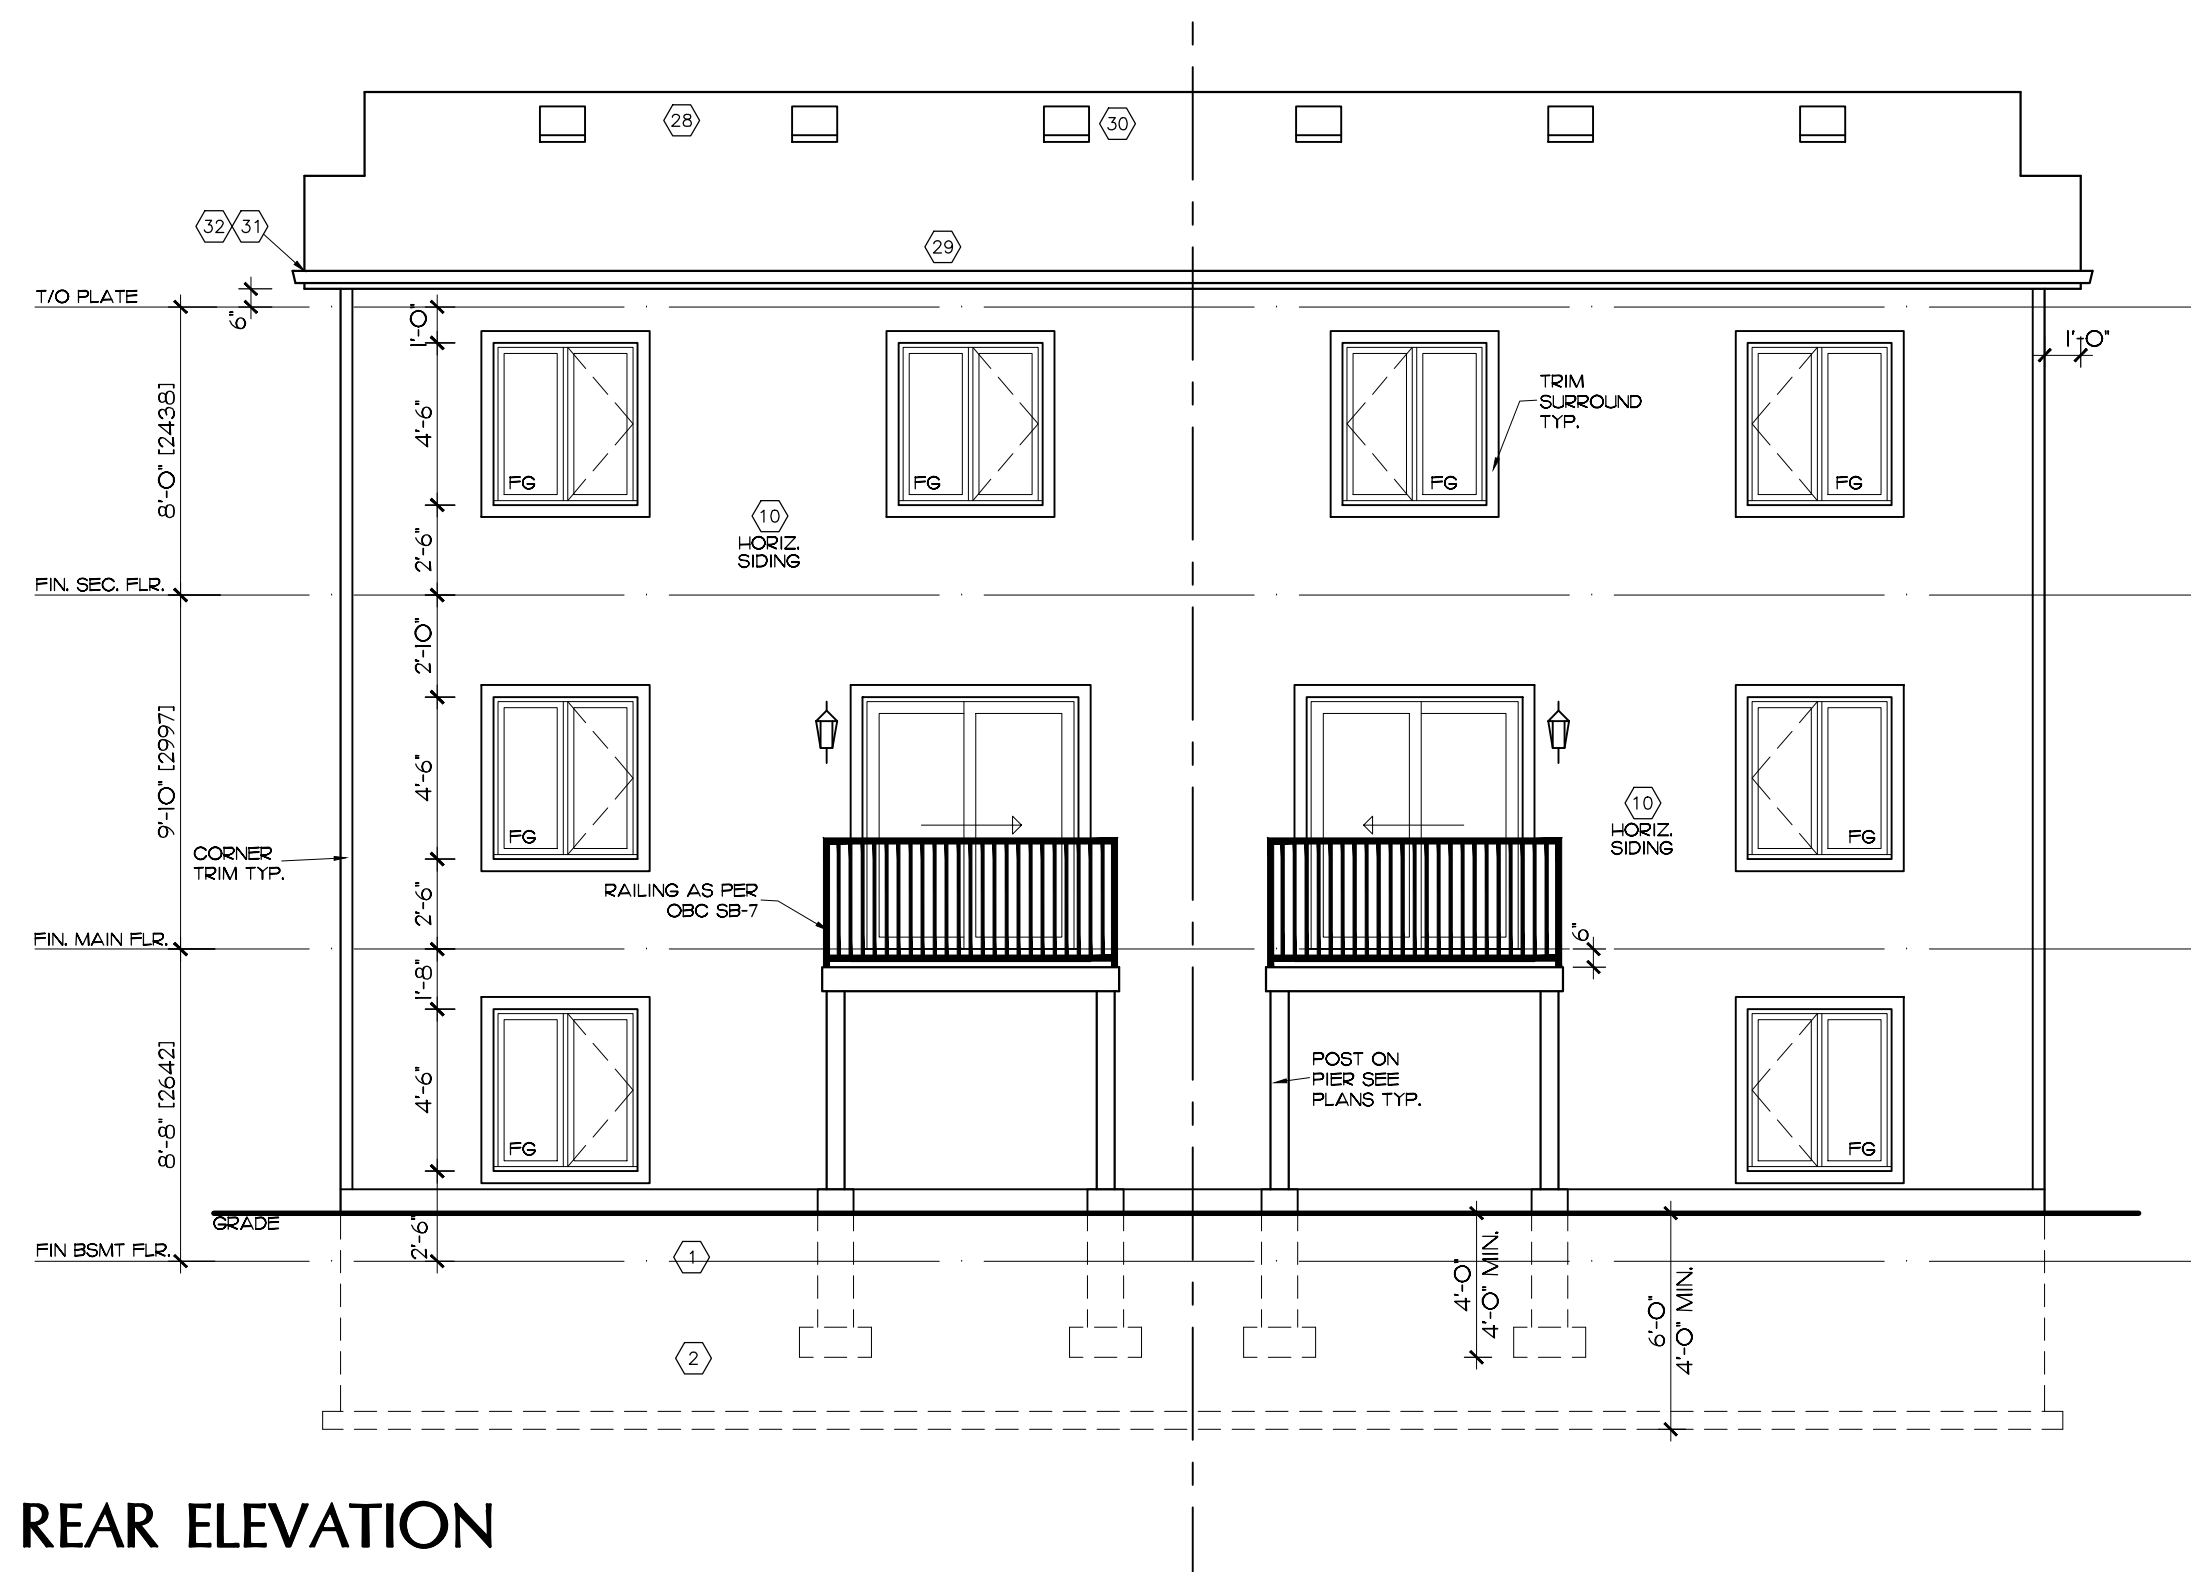 28
30
32
31
29
T/O PLATE
6"
1'-0"
1'-0"
8'-0" [2438]
4'-6"
TRIM
SURROUND
TYP.
FG
FG
FG
FG
10
HORIZ.
SIDING
2'-6"
FIN. SEC. FLR.
2'-10"
9'-10" [2997]
4'-6"
10
HORIZ.
SIDING
FG
FG
CORNER
TRIM TYP.
RAILING AS PER
OBC SB-7
2'-6"
FIN. MAIN FLR.
6"
1'-8"
8'-8" [2642]
4'-6"
POST ON
PIER SEE
PLANS TYP.
FG
FG
GRADE
2'-6"
FIN BSMT FLR.
1
4'-0"
4'-0" MIN.
6'-0"
4'-0" MIN.
2
REAR ELEVATION